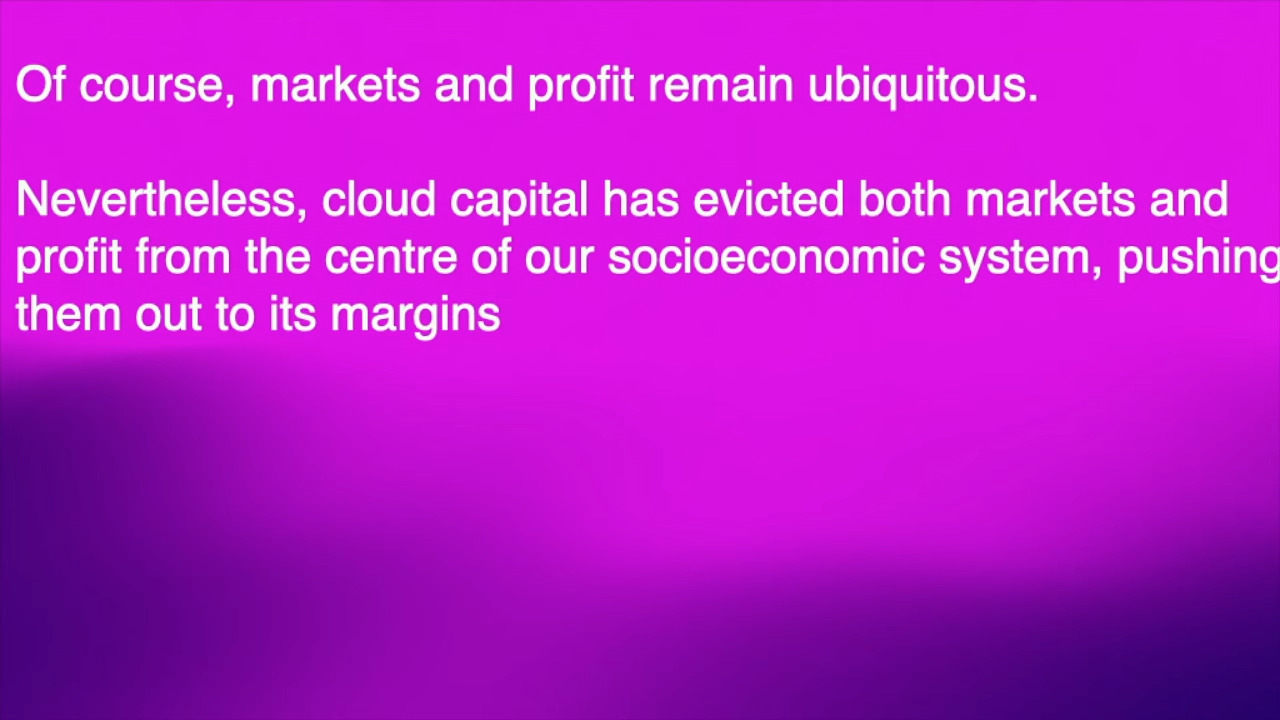 Of course, markets and profit remain ubiquitous.
Nevertheless, cloud capital has evicted both markets and
profit from the centre of our socioeconomic system, pushing
them out to its margins